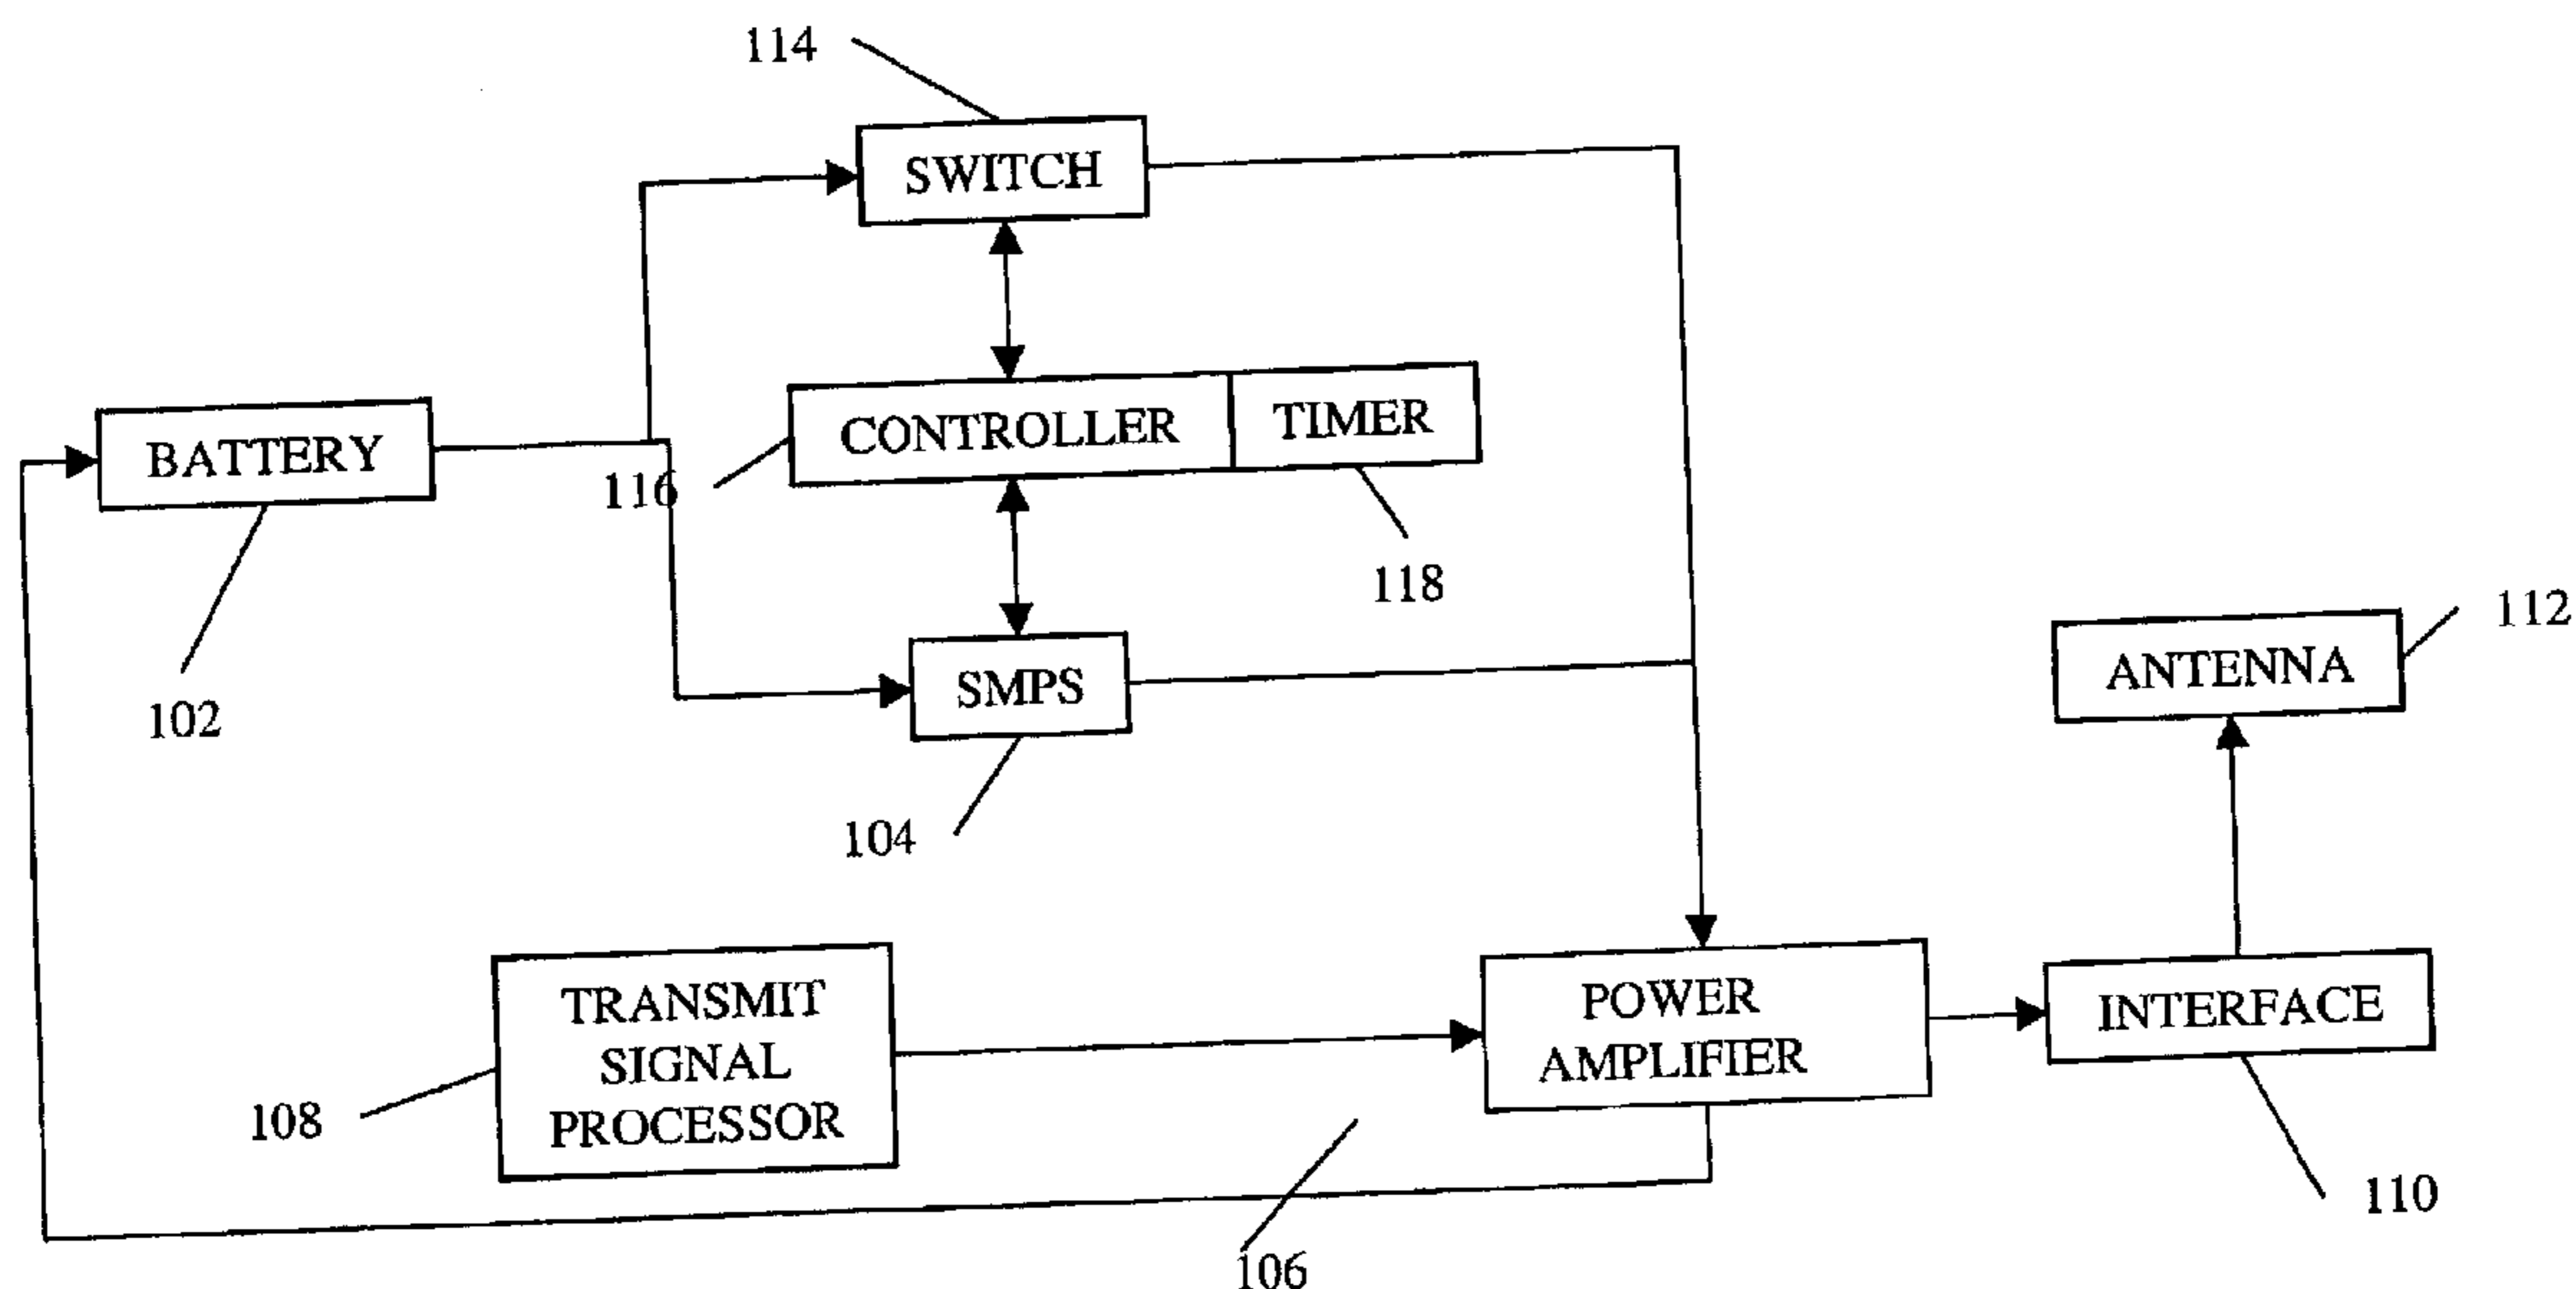 114
SWITCH
CONTROLLER
TIMER
BATTERY
116
118
112
ANTENNA
SMPS
102
104
TRANSMIT
SIGNAL
PROCESSOR
POWER
AMPLIFIER
INTERFACE
108
110
106